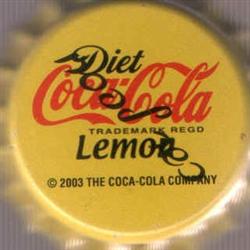 Diet
Coca-Cola
TRADEMARK REGD
Lemon
© 2003 THE COCA-COLA COMPANY